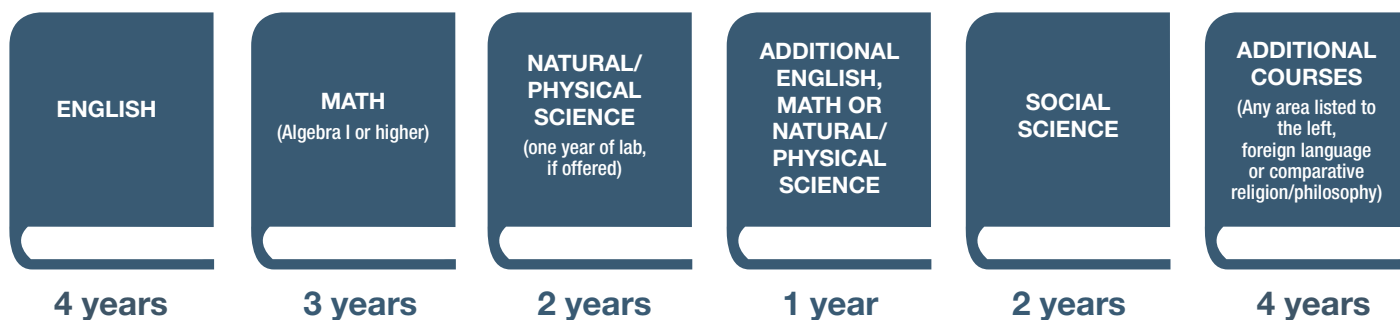 ENGLISH
4 years
MATH
(Algebra I or higher)
3 years
NATURAL/
PHYSICAL
SCIENCE
(one year of lab,
if offered)
2 years
ADDITIONAL
ENGLISH,
MATH OR
NATURAL/
PHYSICAL
SCIENCE
1 year
SOCIAL
SCIENCE
2 years
ADDITIONAL
COURSES
(Any area listed to
the left,
foreign language
or comparative
religion/philosophy)
4 years